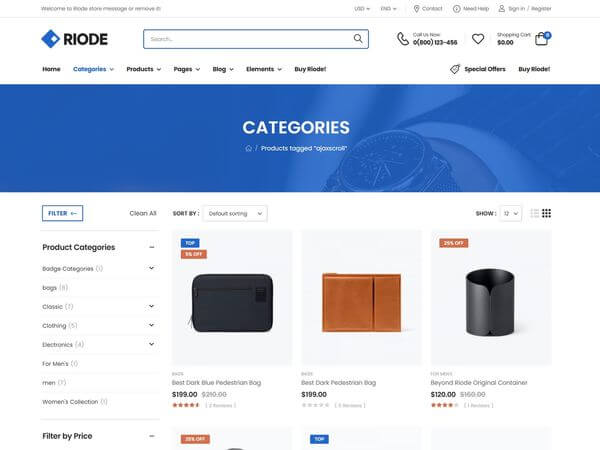 Welcome to Riode store message or remove it!
USD ENG Contact Need Help Sign in / Register
RIODE
Search...
Call Us Now:
0(800) 123-456
Shopping Cart:
$0.00
0
Home Categories Products Pages Blog Elements Buy Riode!
Special Offers Buy Riode!
CATEGORIES
/ Products tagged "ajaxscroll"
FILTER ←
Clean All
SORT BY : Default sorting
SHOW : 12
Product Categories
Badge Categories (1)
bags (8)
Classic (7)
Clothing (5)
Electronics (4)
For Men's (1)
men (7)
Women's Collection (1)
Filter by Price
TOP
5% OFF
BAGS
Best Dark Blue Pedestrian Bag
$199.00 $210.00
( 2 Reviews )
BAGS
Best Dark Pedestrian Bag
$199.00
( 0 Reviews )
25% OFF
FOR MEN'S
Beyond Riode Original Container
$120.00 $160.00
( 1 Reviews )
25% OFF
TOP